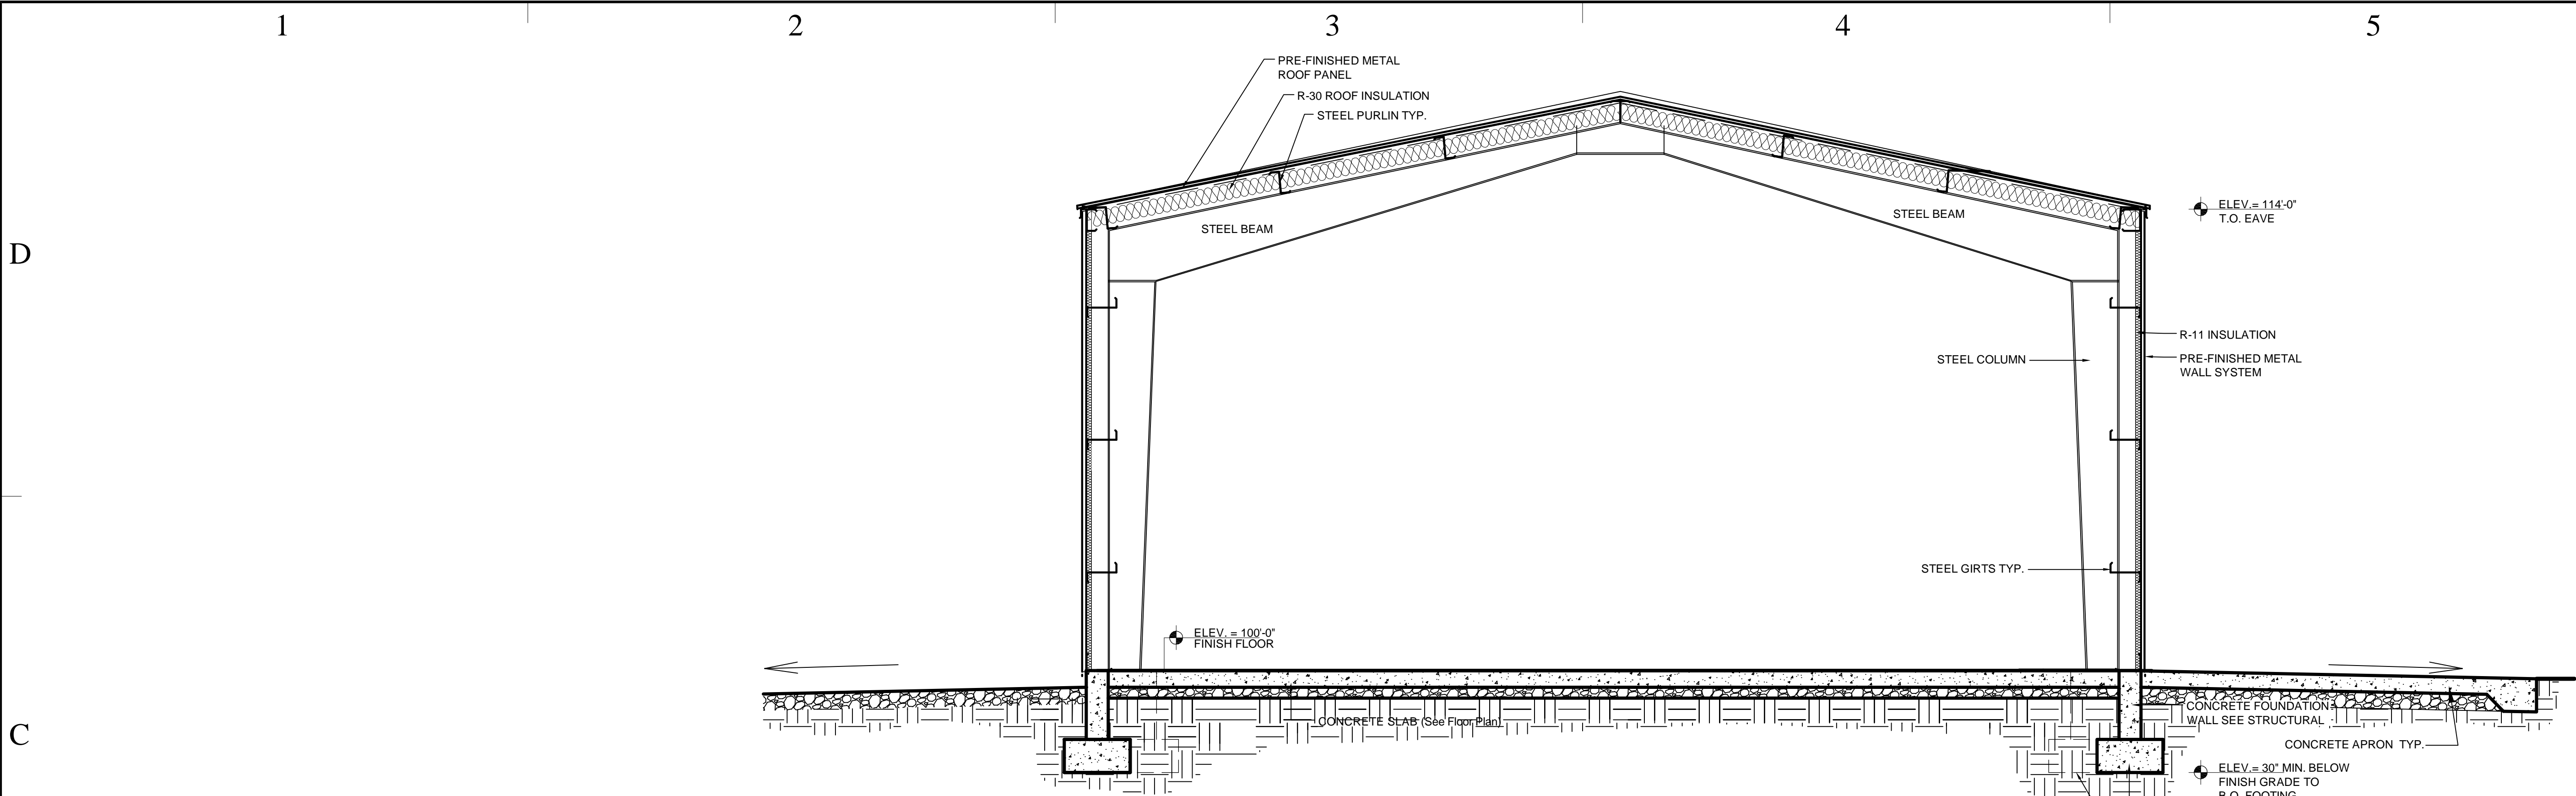 1
2
3
4
5
PRE-FINISHED METAL
ROOF PANEL
R-30 ROOF INSULATION
STEEL PURLIN TYP.
ELEV.= 114'-0"
T.O. EAVE
STEEL BEAM
STEEL BEAM
D
R-11 INSULATION
STEEL COLUMN
PRE-FINISHED METAL
WALL SYSTEM
STEEL GIRTS TYP.
ELEV. = 100'-0"
FINISH FLOOR
CONCRETE SLAB (See Floor Plan)
CONCRETE FOUNDATION
WALL SEE STRUCTURAL
C
CONCRETE APRON TYP.
ELEV.= 30" MIN. BELOW
FINISH GRADE TO
B.O. FOOTING